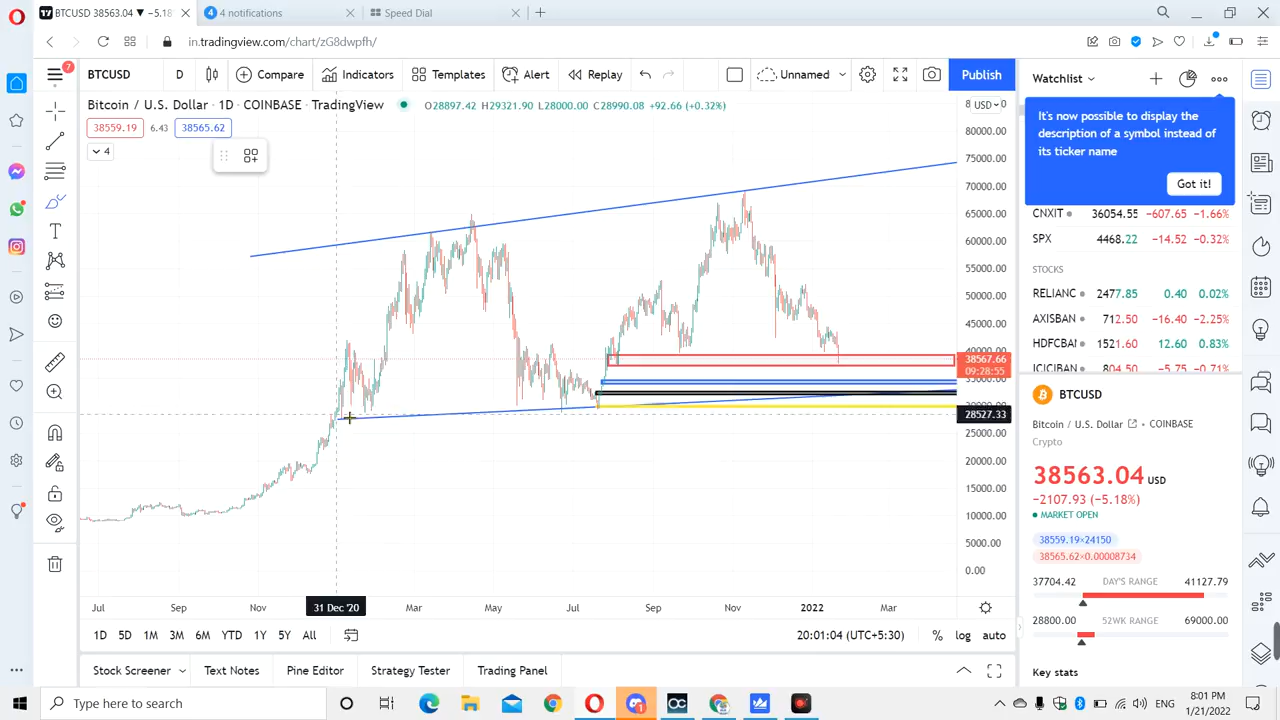 BTCUSD 38563.04 ▼ −5.18%
4 4 notifications
Speed Dial
in.tradingview.com/chart/zG8dwpfh/
7
BTCUSD D Compare Indicators Templates Alert Replay Unnamed Publish
Watchlist
Bitcoin / U.S. Dollar · 1D · COINBASE · TradingView O28897.42 H29321.90 L28000.00 C28990.08 +92.66 (+0.32%)
USD
38559.19 6.43 38565.62
4
It's now possible to display the
description of a symbol instead of
its ticker name
Got it!
80000.00
75000.00
70000.00
65000.00
60000.00
55000.00
50000.00
45000.00
40000.00
38567.66
09:28:55
35000.00
30000.00
28527.33
25000.00
20000.00
15000.00
10000.00
5000.00
0.00
CNXIT 36054.55 −607.65 −1.66%
SPX 4468.22 −14.52 −0.32%
STOCKS
RELIANC 2477.85 0.40 0.02%
AXISBAN 712.50 −16.40 −2.25%
HDFCBAI 1521.60 12.60 0.83%
ICICIBAN 804.50 −5.75 −0.71%
BTCUSD
Bitcoin / U.S. Dollar COINBASE
Crypto
38563.04 USD
−2107.93 (−5.18%)
MARKET OPEN
38559.19×24150
38565.62×0.00008734
37704.42 DAY'S RANGE 41127.79
28800.00 52WK RANGE 69000.00
Key stats
Jul Sep Nov 31 Dec '20 Mar May Jul Sep Nov 2022 Mar
1D 5D 1M 3M 6M YTD 1Y 5Y All 20:01:04 (UTC+5:30) % log auto
Stock Screener Text Notes Pine Editor Strategy Tester Trading Panel
Type here to search
ENG
8:01 PM
1/21/2022